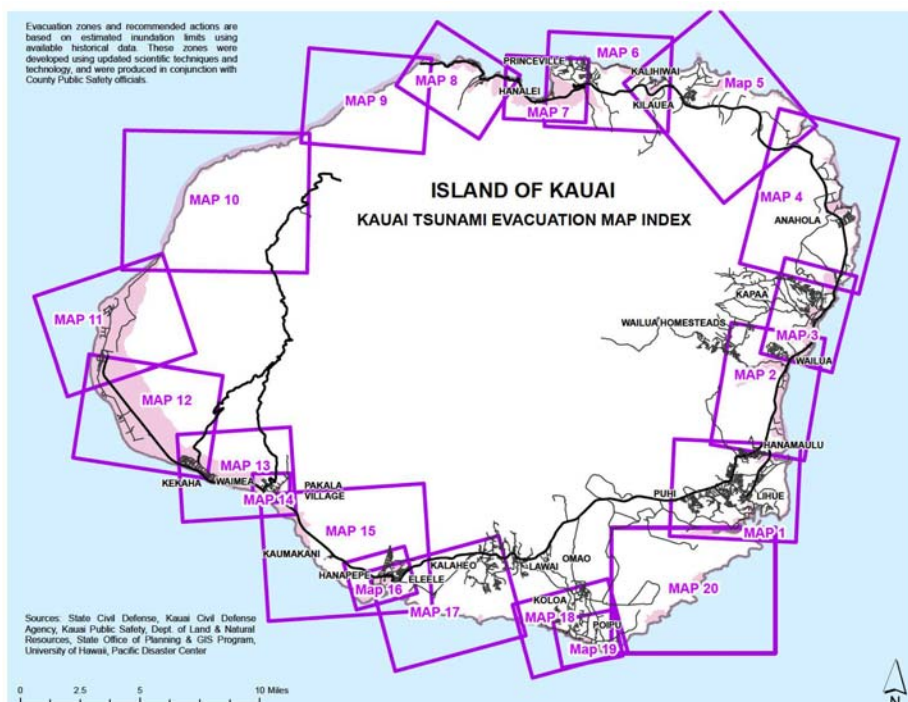 Evacuation zones and recommended actions are
based on estimated inundation limits using
available historical data. These zones were
developed using updated scientific techniques and
technology, and were produced in conjunction with
County Public Safety officials.
MAP 6
PRINCEVILLE
MAP 8
KALIHIWAI
Map 5
HANALEI
MAP 9
MAP 7
KILAUEA
ISLAND OF KAUAI
KAUAI TSUNAMI EVACUATION MAP INDEX
MAP 10
MAP 4
ANAHOLA
KAPAA
MAP 11
WAILUA HOMESTEADS
MAP 3
WAILUA
MAP 2
MAP 12
HANAMAULU
MAP 13
KEKAHA
WAIMEA
PAKALA
VILLAGE
MAP 14
PUHI
LIHUE
MAP 15
MAP 1
KAUMAKANI
HANAPEPE
KALAHEO
LAWAI
OMAO
ELEELE
Map 16
MAP 20
KOLOA
MAP 17
MAP 18
POIPU
Map 19
Sources: State Civil Defense, Kauai Civil Defense
Agency, Kauai Public Safety, Dept. of Land & Natural
Resources, State Office of Planning & GIS Program,
University of Hawaii, Pacific Disaster Center
0 2.5 5 10 Miles
N